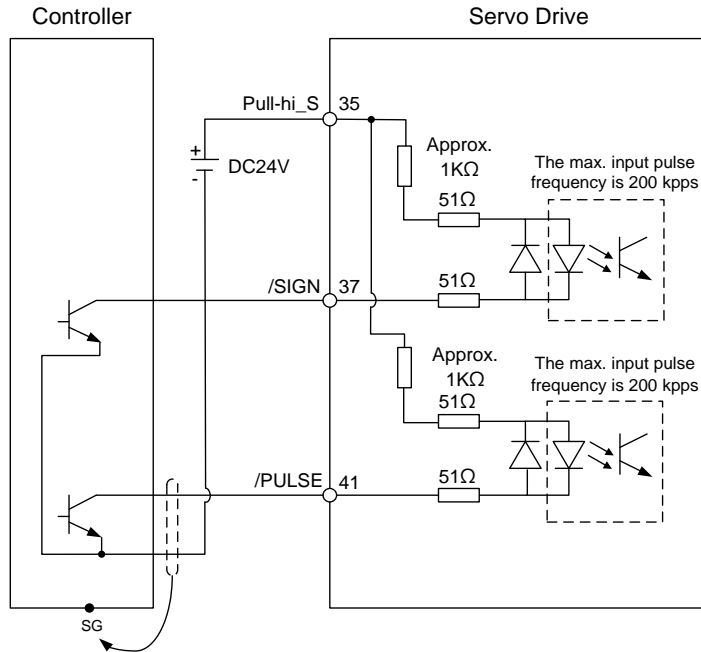 Controller
Servo Drive
Pull-hi_S
35
+
-
DC24V
Approx.
1KΩ
51Ω
The max. input pulse
frequency is 200 kpps
/SIGN
37
51Ω
Approx.
1KΩ
51Ω
The max. input pulse
frequency is 200 kpps
/PULSE
41
51Ω
SG